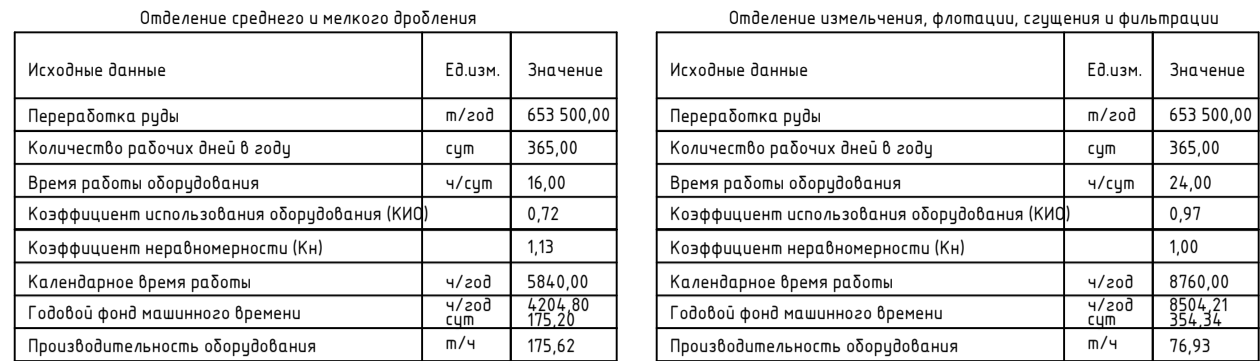 Отделение среднего и мелкого дробления
Исходные данные Ед.изм. Значение
Переработка руды т/год 653 500,00
Количество рабочих дней в году сут 365,00
Время работы оборудования ч/сут 16,00
Коэффициент использования оборудования (КИО) 0,72
Коэффициент неравномерности (Кн) 1,13
Календарное время работы ч/год 5840,00
Годовой фонд машинного времени ч/год 4204,80
сут 175,20
Производительность оборудования т/ч 175,62
Отделение измельчения, флотации, сгущения и фильтрации
Исходные данные Ед.изм. Значение
Переработка руды т/год 653 500,00
Количество рабочих дней в году сут 365,00
Время работы оборудования ч/сут 24,00
Коэффициент использования оборудования (КИО) 0,97
Коэффициент неравномерности (Кн) 1,00
Календарное время работы ч/год 8760,00
Годовой фонд машинного времени ч/год 8504,21
сут 354,34
Производительность оборудования т/ч 76,93